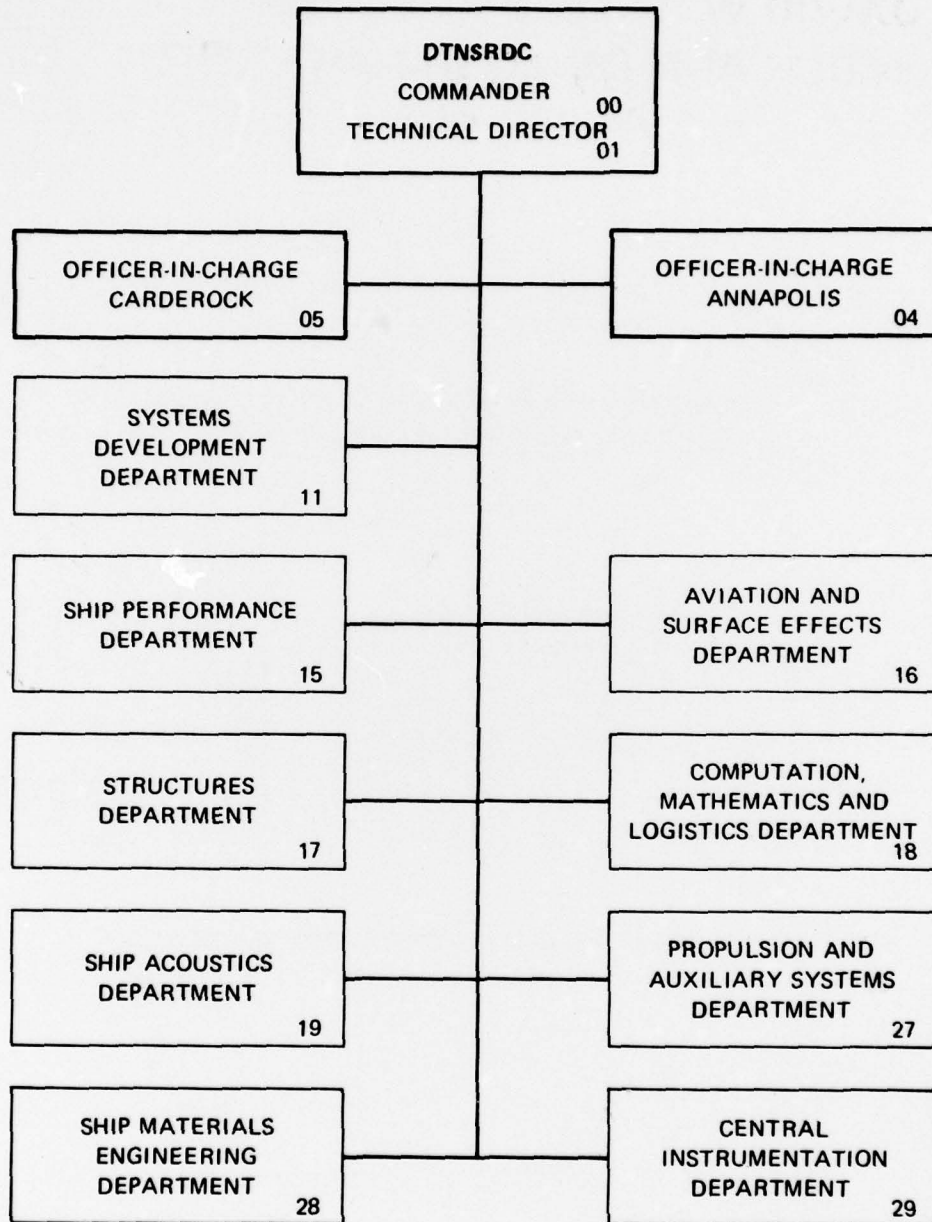 DTNSRDC
COMMANDER 00
TECHNICAL DIRECTOR 01
OFFICER-IN-CHARGE
CARDEROCK
05
OFFICER-IN-CHARGE
ANNAPOLIS
04
SYSTEMS
DEVELOPMENT
DEPARTMENT
11
SHIP PERFORMANCE
DEPARTMENT
15
AVIATION AND
SURFACE EFFECTS
DEPARTMENT
16
STRUCTURES
DEPARTMENT
17
COMPUTATION,
MATHEMATICS AND
LOGISTICS DEPARTMENT
18
SHIP ACOUSTICS
DEPARTMENT
19
PROPULSION AND
AUXILIARY SYSTEMS
DEPARTMENT
27
SHIP MATERIALS
ENGINEERING
DEPARTMENT
28
CENTRAL
INSTRUMENTATION
DEPARTMENT
29